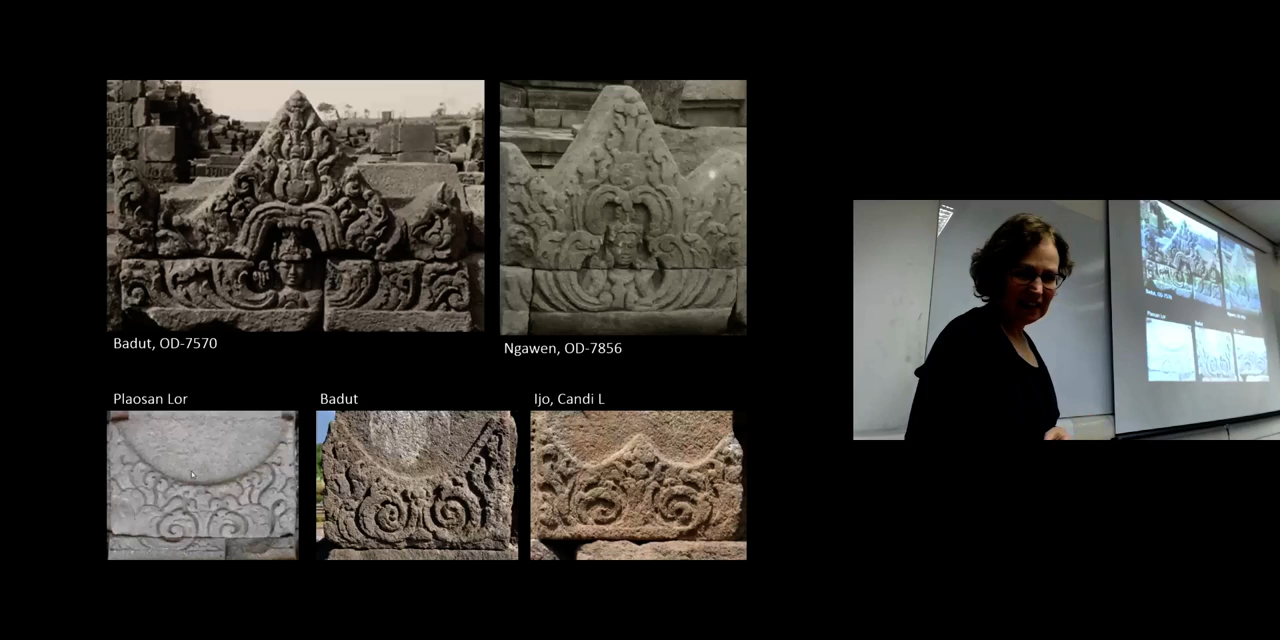 Badut, OD-7570
Ngawen, OD-7856
Plaosan Lor
Badut
Ijo, Candi L